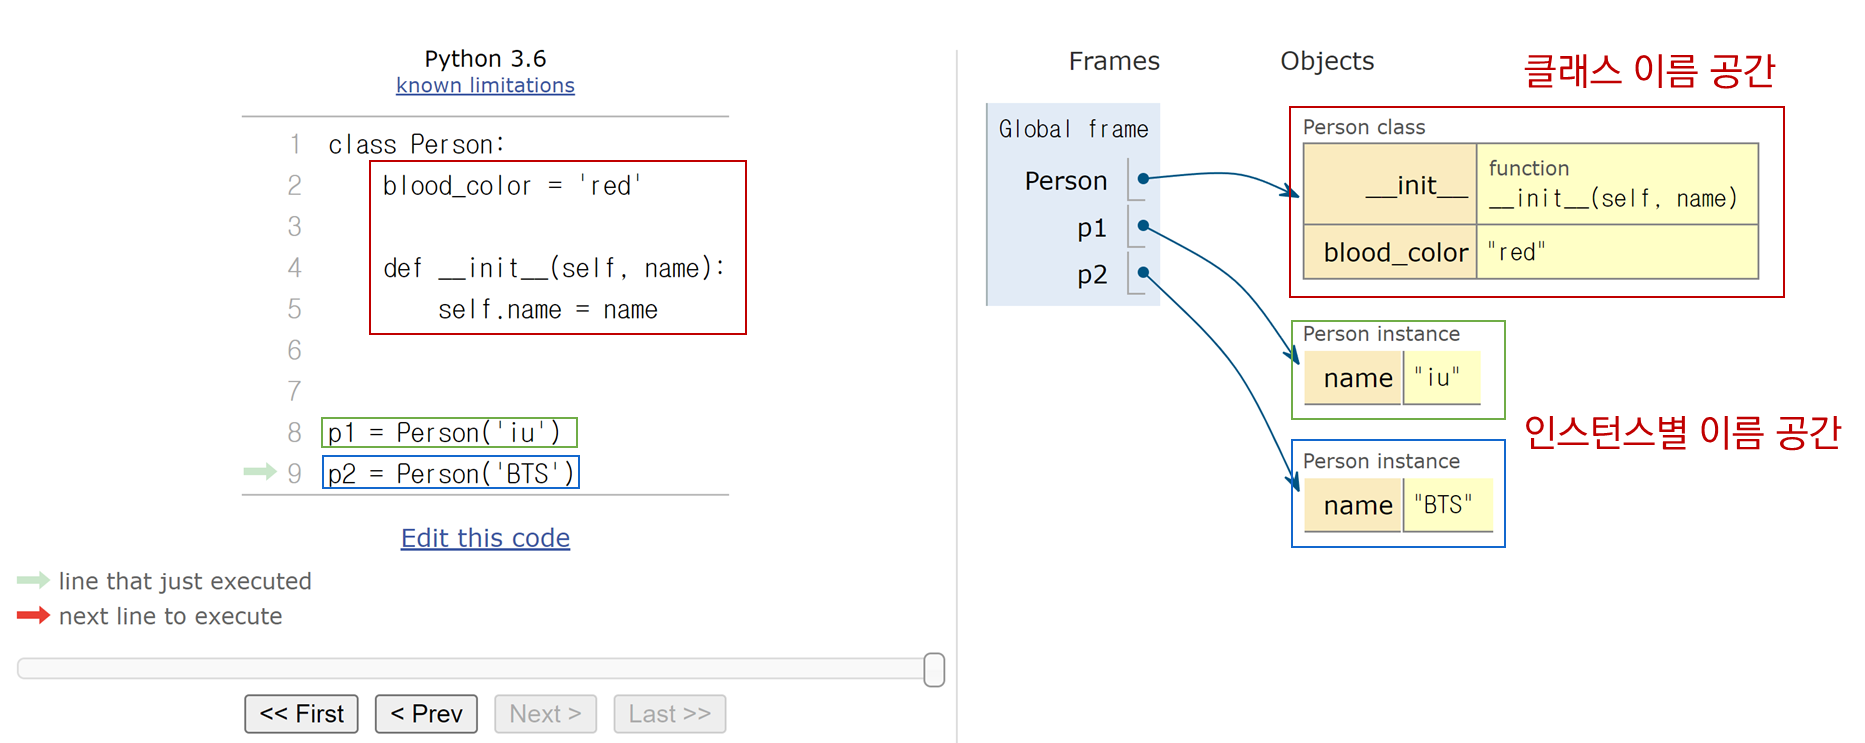 Python 3.6
known limitations
1 class Person:
2 blood_color = 'red'
3
4 def __init__(self, name):
5 self.name = name
6
7
8 p1 = Person('iu')
9 p2 = Person('BTS')
Edit this code
line that just executed
next line to execute
<< First < Prev Next > Last >>
Frames Objects
클래스 이름 공간
Global frame
Person
p1
p2
Person class
function
__init__ __init__(self, name)
blood_color "red"
Person instance
name "iu"
인스턴스별 이름 공간
Person instance
name "BTS"